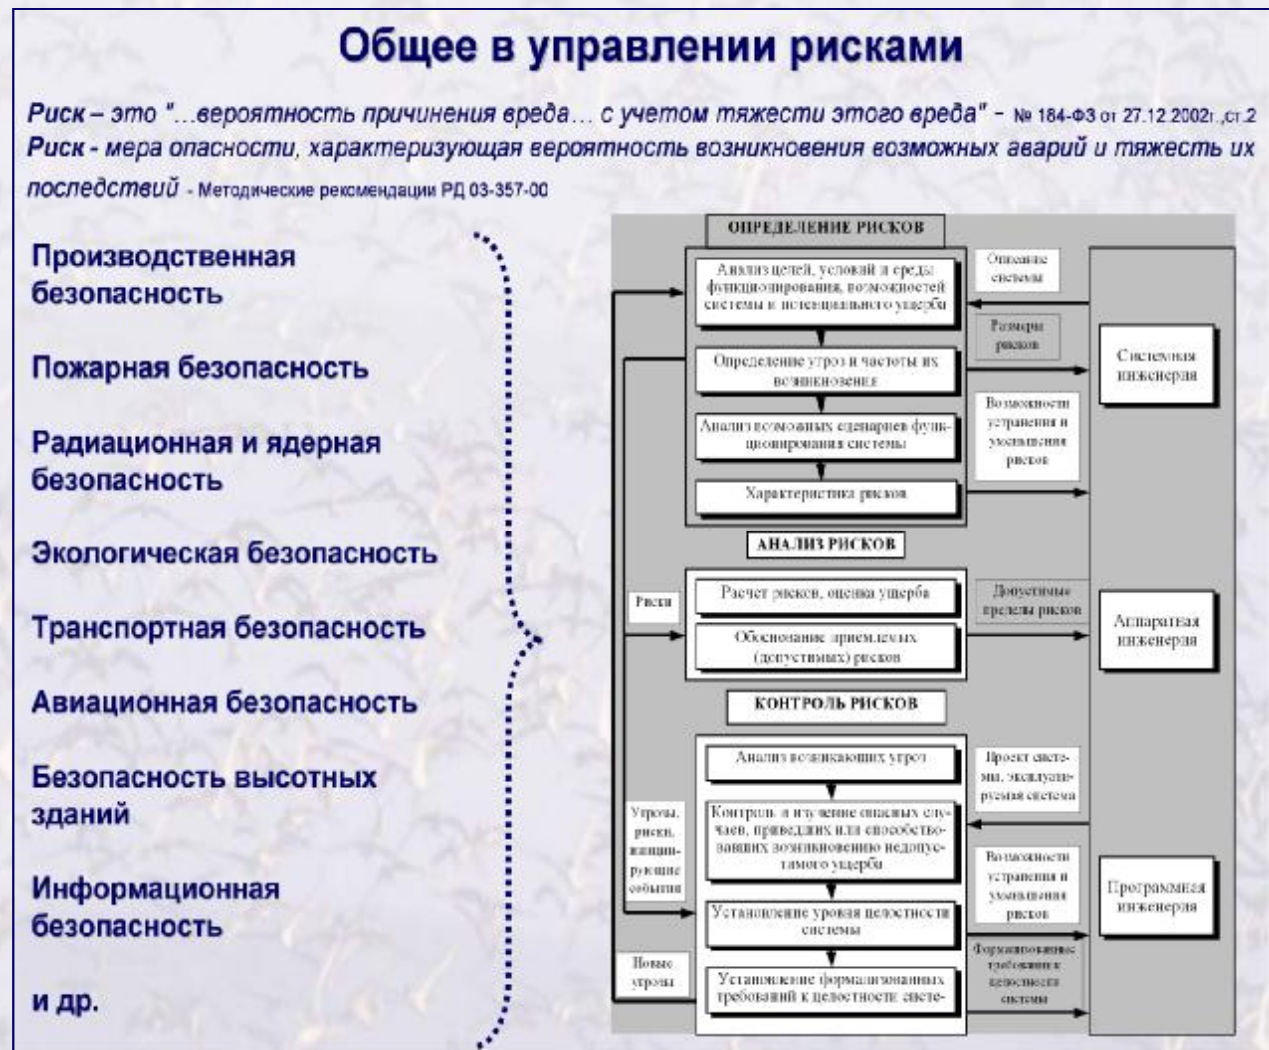 Общее в управлении рисками
Риск – это "...вероятность причинения вреда... с учетом тяжести этого вреда" - № 184-ФЗ от 27.12.2002г.,ст.2
Риск - мера опасности, характеризующая вероятность возникновения возможных аварий и тяжесть их
последствий - Методические рекомендации РД 03-357-00
Производственная
безопасность
Пожарная безопасность
Радиационная и ядерная
безопасность
Экологическая безопасность
Транспортная безопасность
Авиационная безопасность
Безопасность высотных
зданий
Информационная
безопасность
и др.
ОПРЕДЕЛЕНИЕ РИСКОВ
Анализ целей, условий и среды
функционирования, возможностей
системы и потенциального ущерба
Определение угроз и частоты их
возникновения
Анализ возможных сценариев функ-
ционирования системы
Характеристика рисков
АНАЛИЗ РИСКОВ
Расчет рисков, оценка ущерба
Обоснование приемлемых
(допустимых) рисков
КОНТРОЛЬ РИСКОВ
Анализ возникающих угроз
Контроль и изучение опасных слу-
чаев, приведших или способство-
вавших возникновению недопус-
тимого ущерба
Установление уровня целостности
системы
Установление формализованных
требований к целостности систе-
Риски
Угрозы,
риски,
иниции-
рующие
события
Новые
угрозы
Описание
системы
Размеры
рисков
Возможности
устранения и
уменьшения
рисков
Допустимые
пределы рисков
Проект систе-
мы, эксплуати-
руемая система
Возможности
устранения и
уменьшения
рисков
Формализованные
требования к
целостности
системы
Системная
инженерия
Аппаратная
инженерия
Программная
инженерия